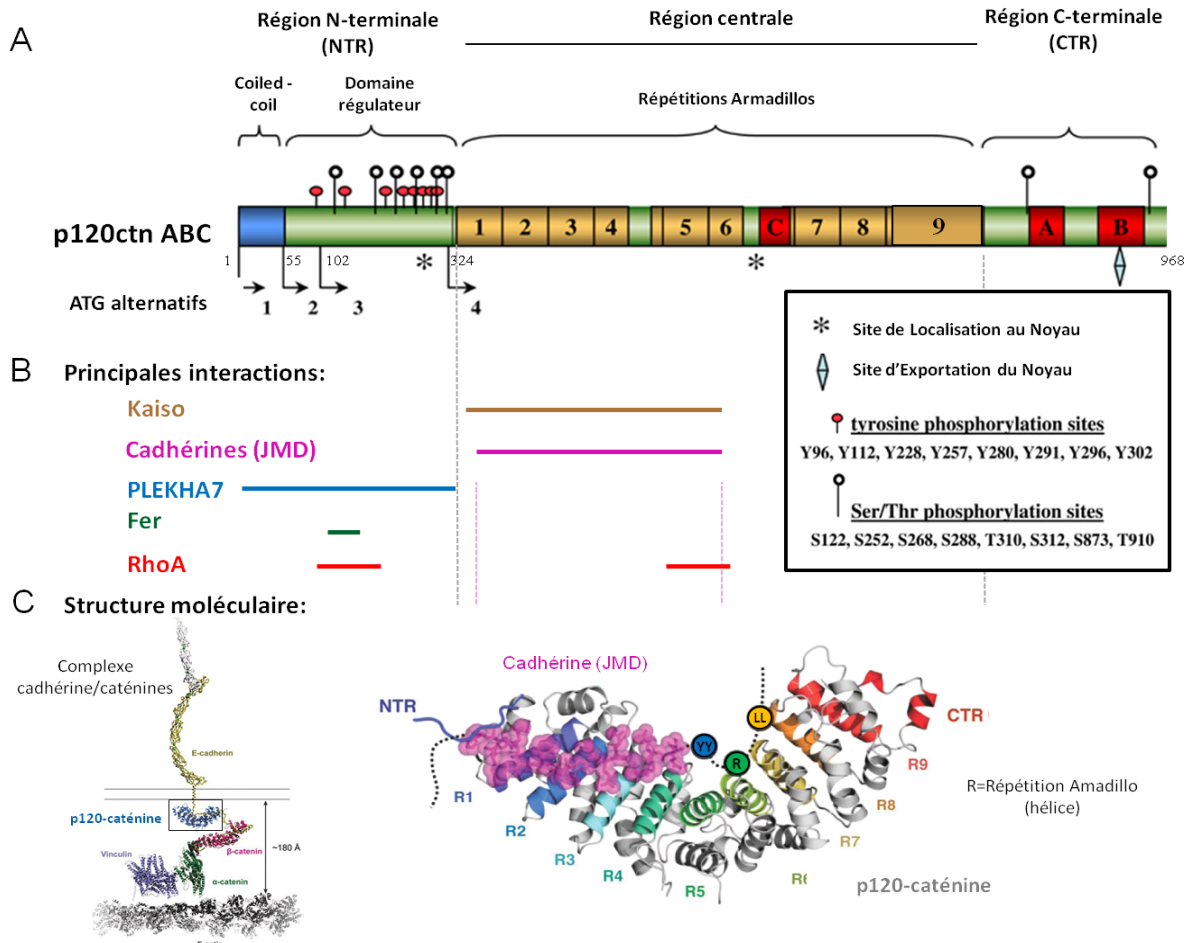 Région N-terminale
(NTR)
Région centrale
Région C-terminale
(CTR)
A
Coiled -
coil
Domaine
régulateur
Répétitions Armadillos
p120ctn ABC
1 2 3 4 5 6 C 7 8 9 A B
1 55 102 324 968
* *
ATG alternatifs
1 2 3 4
* Site de Localisation au Noyau
Site d'Exportation du Noyau
tyrosine phosphorylation sites
Y96, Y112, Y228, Y257, Y280, Y291, Y296, Y302
Ser/Thr phosphorylation sites
S122, S252, S268, S288, T310, S312, S873, T910
B Principales interactions:
Kaiso
Cadhérines (JMD)
PLEKHA7
Fer
RhoA
C Structure moléculaire:
Complexe
cadhérine/caténines
E-cadherin
p120-caténine
β-catenin
Vinculin
α-catenin
~180 Å
Cadhérine (JMD)
NTR
YY
R
LL
CTR
R1
R2
R3
R4
R5
R6
R7
R8
R9
R=Répétition Amadillo
(hélice)
p120-caténine